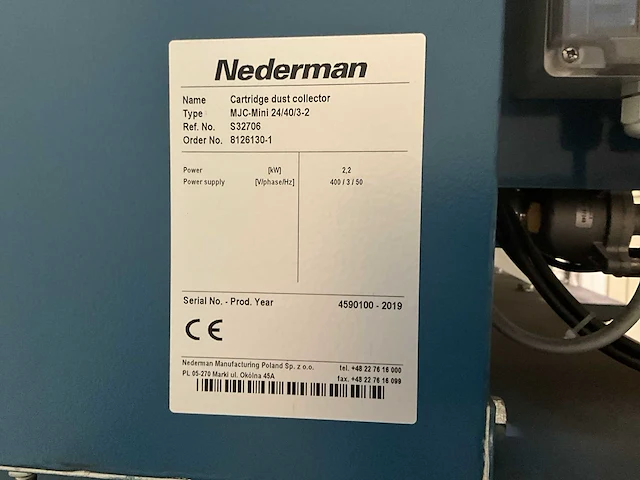 Nederman
Name Cartridge dust collector
Type MJC-Mini 24/40/3-2
Ref. No. S32706
Order No. 8126130-1
Power [kW] 2,2
Power supply [V/phase/Hz] 400 / 3 / 50
Serial No. - Prod. Year 4590100 - 2019
CE
Nederman Manufacturing Poland Sp. z o.o. tel. +48 22 76 16 000
PL 05-270 Marki ul. Okólna 45A fax. +48 22 76 16 099